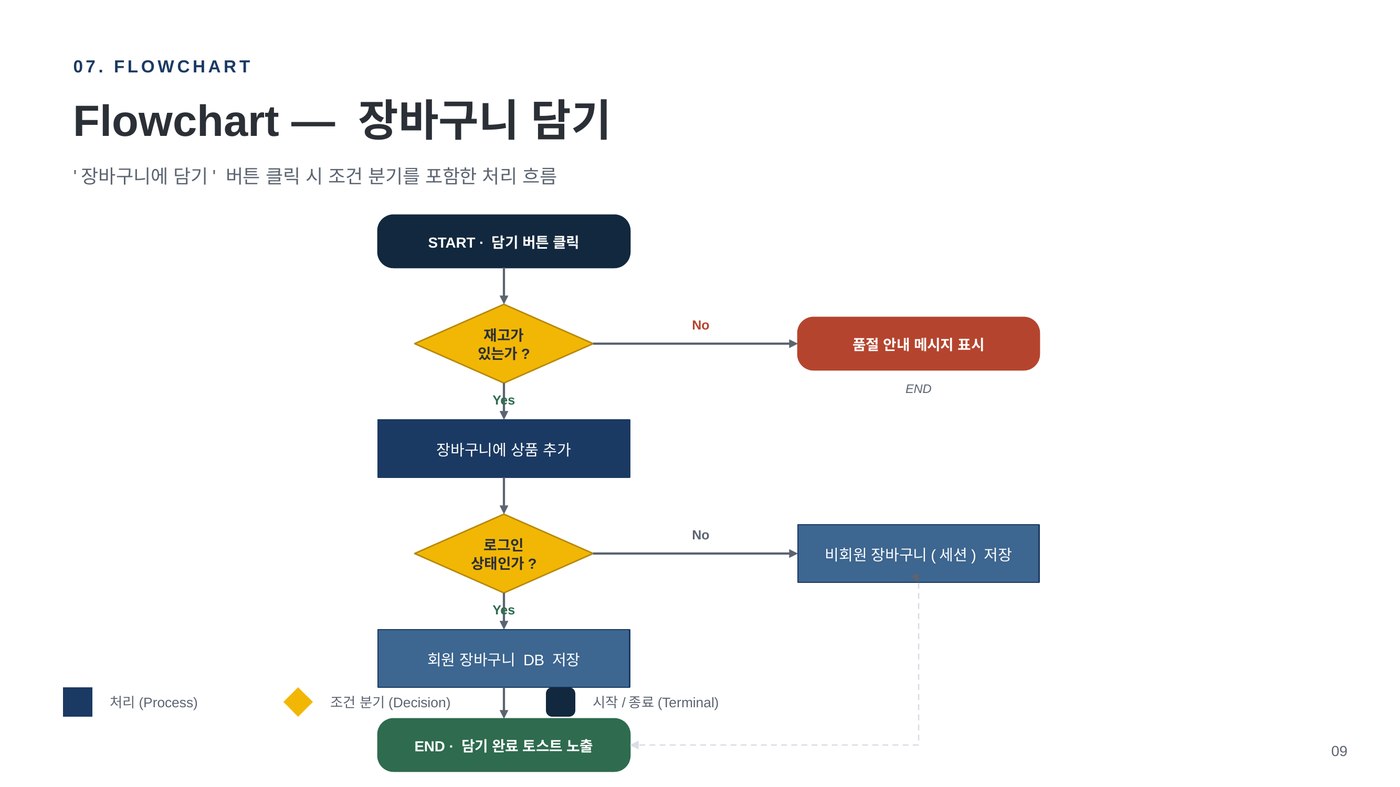 07. FLOWCHART
Flowchart — 장바구니 담기
'장바구니에 담기' 버튼 클릭 시 조건 분기를 포함한 처리 흐름
START · 담기 버튼 클릭
재고가
있는가 ?
No
품절 안내 메시지 표시
END
Yes
장바구니에 상품 추가
로그인
상태인가 ?
No
비회원 장바구니 ( 세션 ) 저장
Yes
회원 장바구니 DB 저장
처리 (Process)
조건 분기 (Decision)
시작 / 종료 (Terminal)
END · 담기 완료 토스트 노출
09